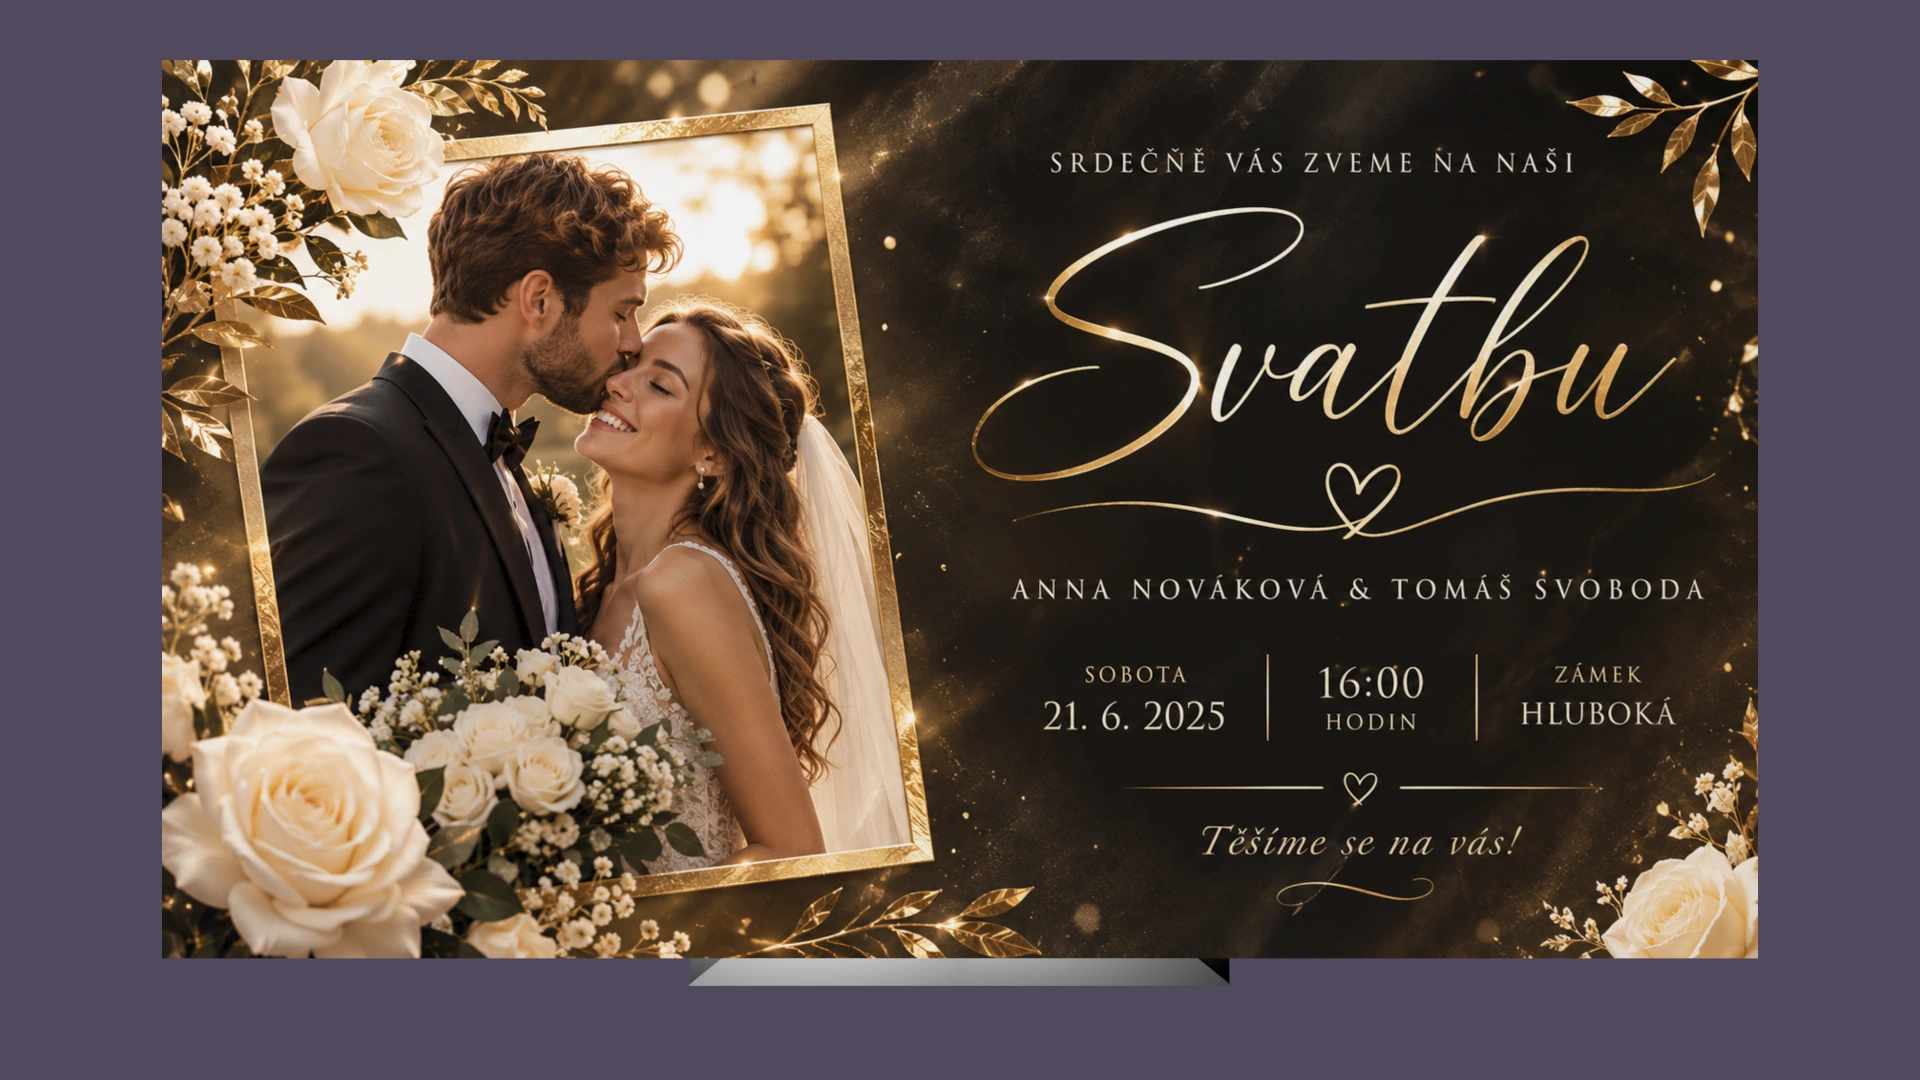 SRDEČŇĚ VÁS ZVEME NA NAŠI
Svatbu
ANNA NOVÁKOVÁ & TOMÁŠ SVOBODA
SOBOTA
21. 6. 2025
16:00
HODIN
ZÁMEK
HLUBOKÁ
Těšíme se na vás!